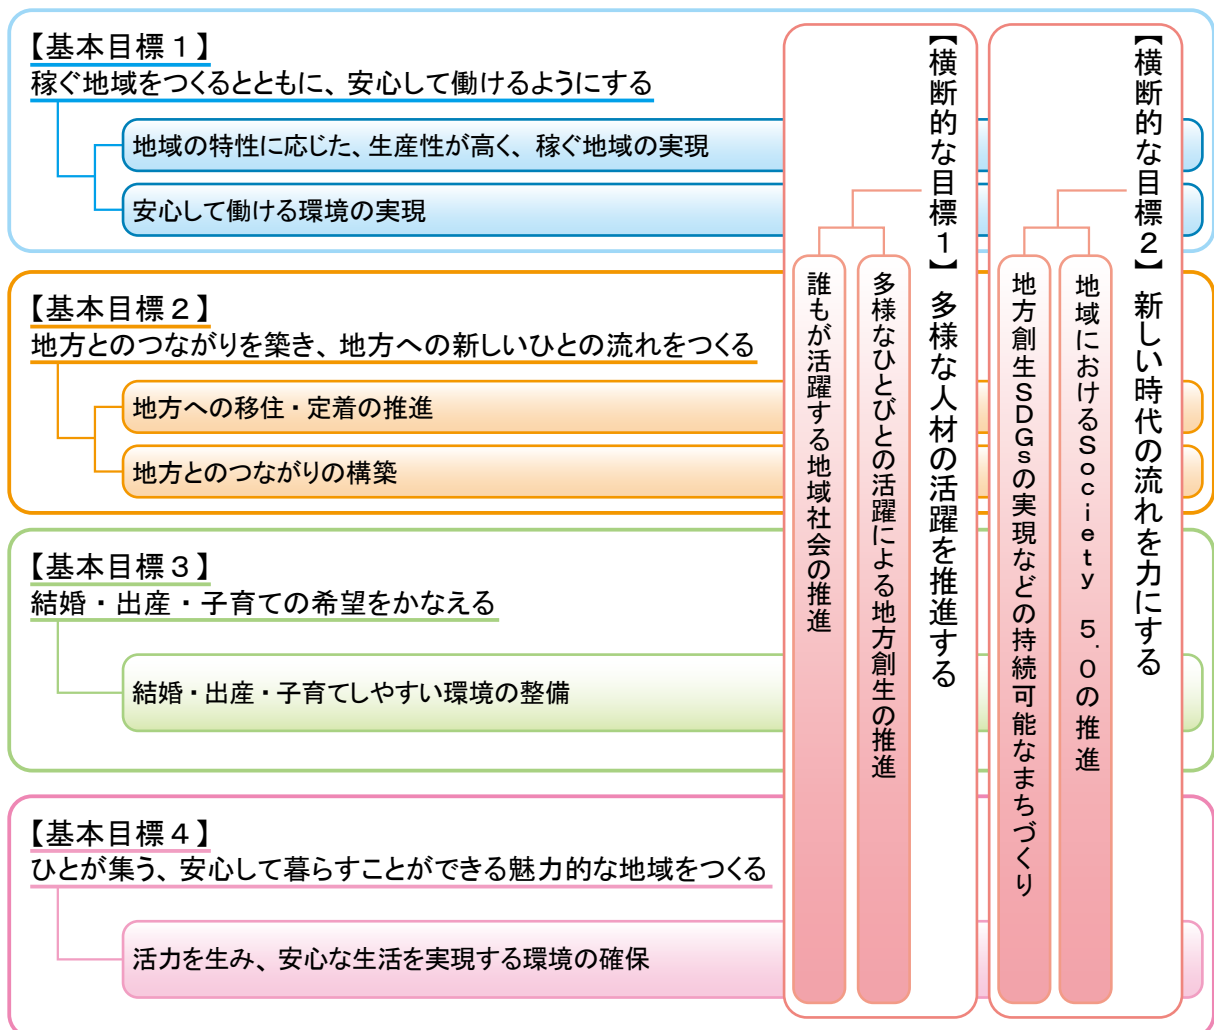 【基本目標１】
稼ぐ地域をつくるとともに、安心して働けるようにする
地域の特性に応じた、生産性が高く、稼ぐ地域の実現
安心して働ける環境の実現
【基本目標２】
地方とのつながりを築き、地方への新しいひとの流れをつくる
地方への移住・定着の推進
地方とのつながりの構築
【基本目標３】
結婚・出産・子育ての希望をかなえる
結婚・出産・子育てしやすい環境の整備
【基本目標４】
ひとが集う、安心して暮らすことができる魅力的な地域をつくる
活力を生み、安心な生活を実現する環境の確保
【横断的な目標１】多様な人材の活躍を推進する
多様なひとびとの活躍による地方創生の推進
誰もが活躍する地域社会の推進
【横断的な目標２】新しい時代の流れを力にする
地域におけるＳｏｃｉｅｔｙ ５.０の推進
地方創生ＳＤＧｓの実現などの持続可能なまちづくり